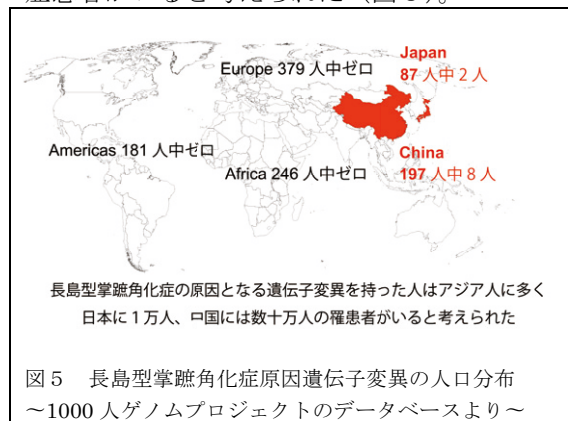 Japan
Europe 379 人中ゼロ
87 人中 2 人
Americas 181 人中ゼロ
China
Africa 246 人中ゼロ
197 人中 8 人
長島型掌蹠角化症の原因となる遺伝子変異を持った人はアジア人に多く
日本に１万人、中国には数十万人の罹患者がいると考えられた
図５　長島型掌蹠角化症原因遺伝子変異の人口分布
～1000 人ゲノムプロジェクトのデータベースより～